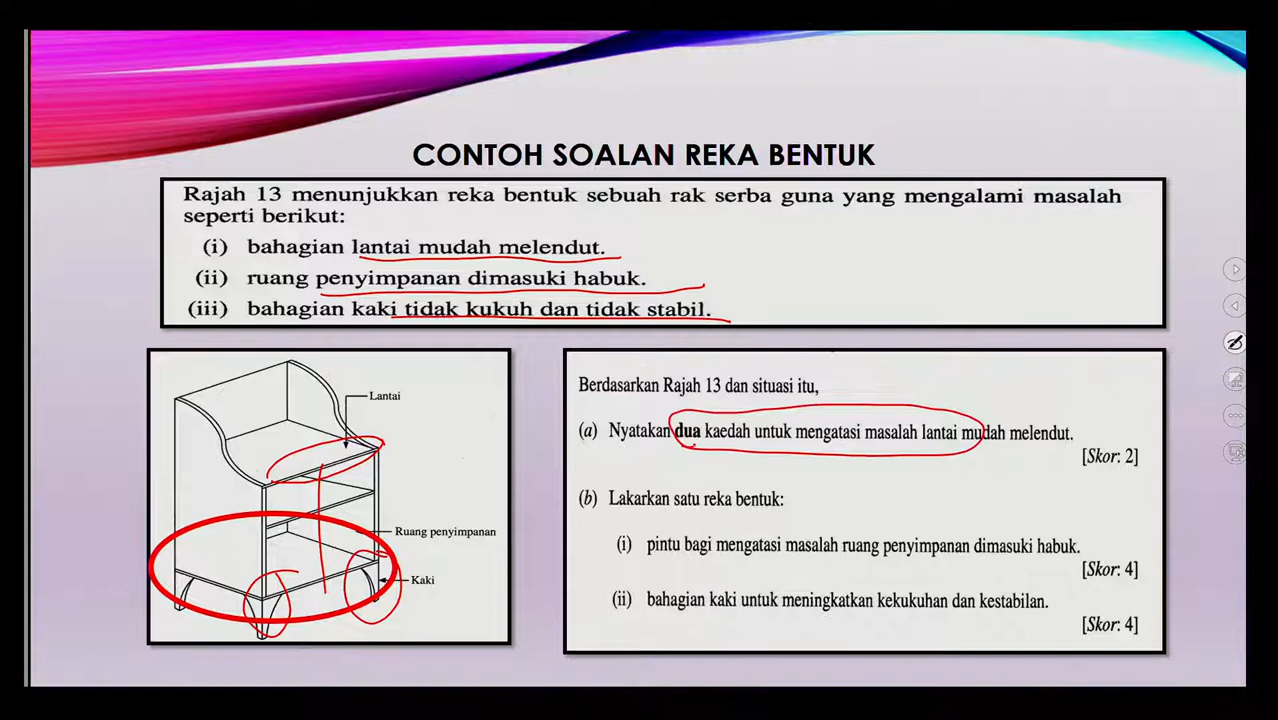 CONTOH SOALAN REKA BENTUK
Rajah 13 menunjukkan reka bentuk sebuah rak serba guna yang mengalami masalah
seperti berikut:
(i) bahagian lantai mudah melendut.
(ii) ruang penyimpanan dimasuki habuk.
(iii) bahagian kaki tidak kukuh dan tidak stabil.
Lantai
Ruang penyimpanan
Kaki
Berdasarkan Rajah 13 dan situasi itu,
(a) Nyatakan dua kaedah untuk mengatasi masalah lantai mudah melendut.
[Skor: 2]
(b) Lakarkan satu reka bentuk:
(i) pintu bagi mengatasi masalah ruang penyimpanan dimasuki habuk.
[Skor: 4]
(ii) bahagian kaki untuk meningkatkan kekukuhan dan kestabilan.
[Skor: 4]